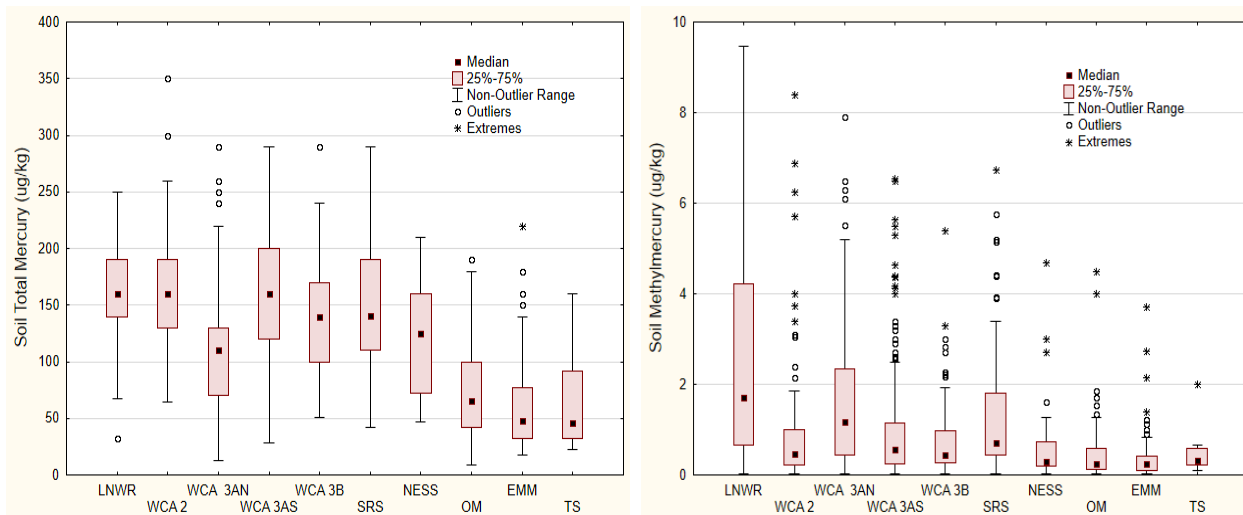 400
350
300
250
200
150
100
50
0
Soil Total Mercury (ug/kg)
Median
25%-75%
Non-Outlier Range
Outliers
Extremes
LNWR WCA 3AN WCA 3B NESS EMM
WCA 2 WCA 3AS SRS OM TS
10
8
6
4
2
0
Soil Methylmercury (ug/kg)
Median
25%-75%
Non-Outlier Range
Outliers
Extremes
LNWR WCA 3AN WCA 3B NESS EMM
WCA 2 WCA 3AS SRS OM TS